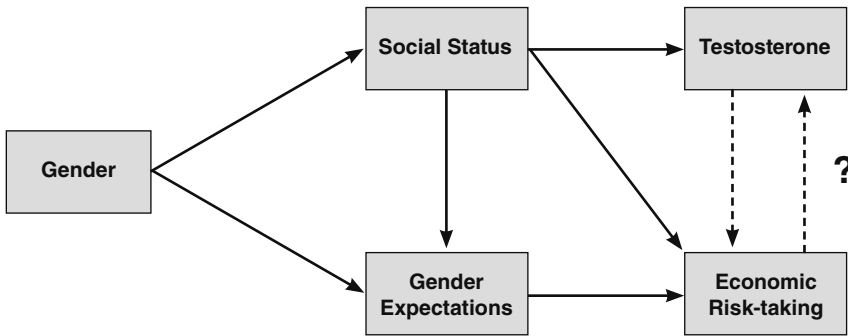 Social Status
Testosterone
Gender
?
Gender
Expectations
Economic
Risk-taking